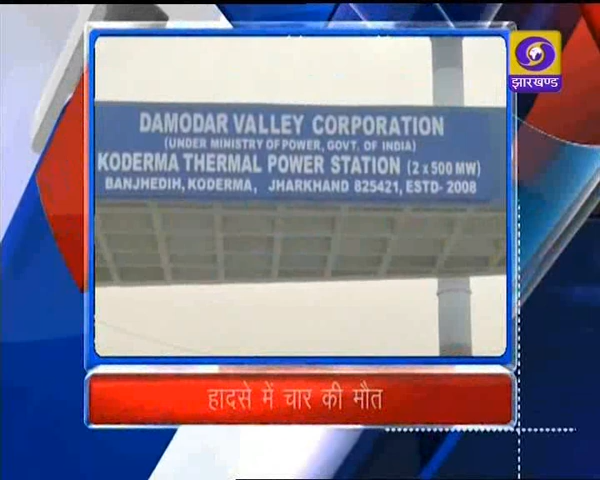 झारखण्ड
DAMODAR VALLEY CORPORATION
(UNDER MINISTRY OF POWER, GOVT. OF INDIA)
KODERMA THERMAL POWER STATION (2 x 500 MW)
BANJHEDIH, KODERMA, JHARKHAND 825421, ESTD- 2008
हादसे में चार की मौत